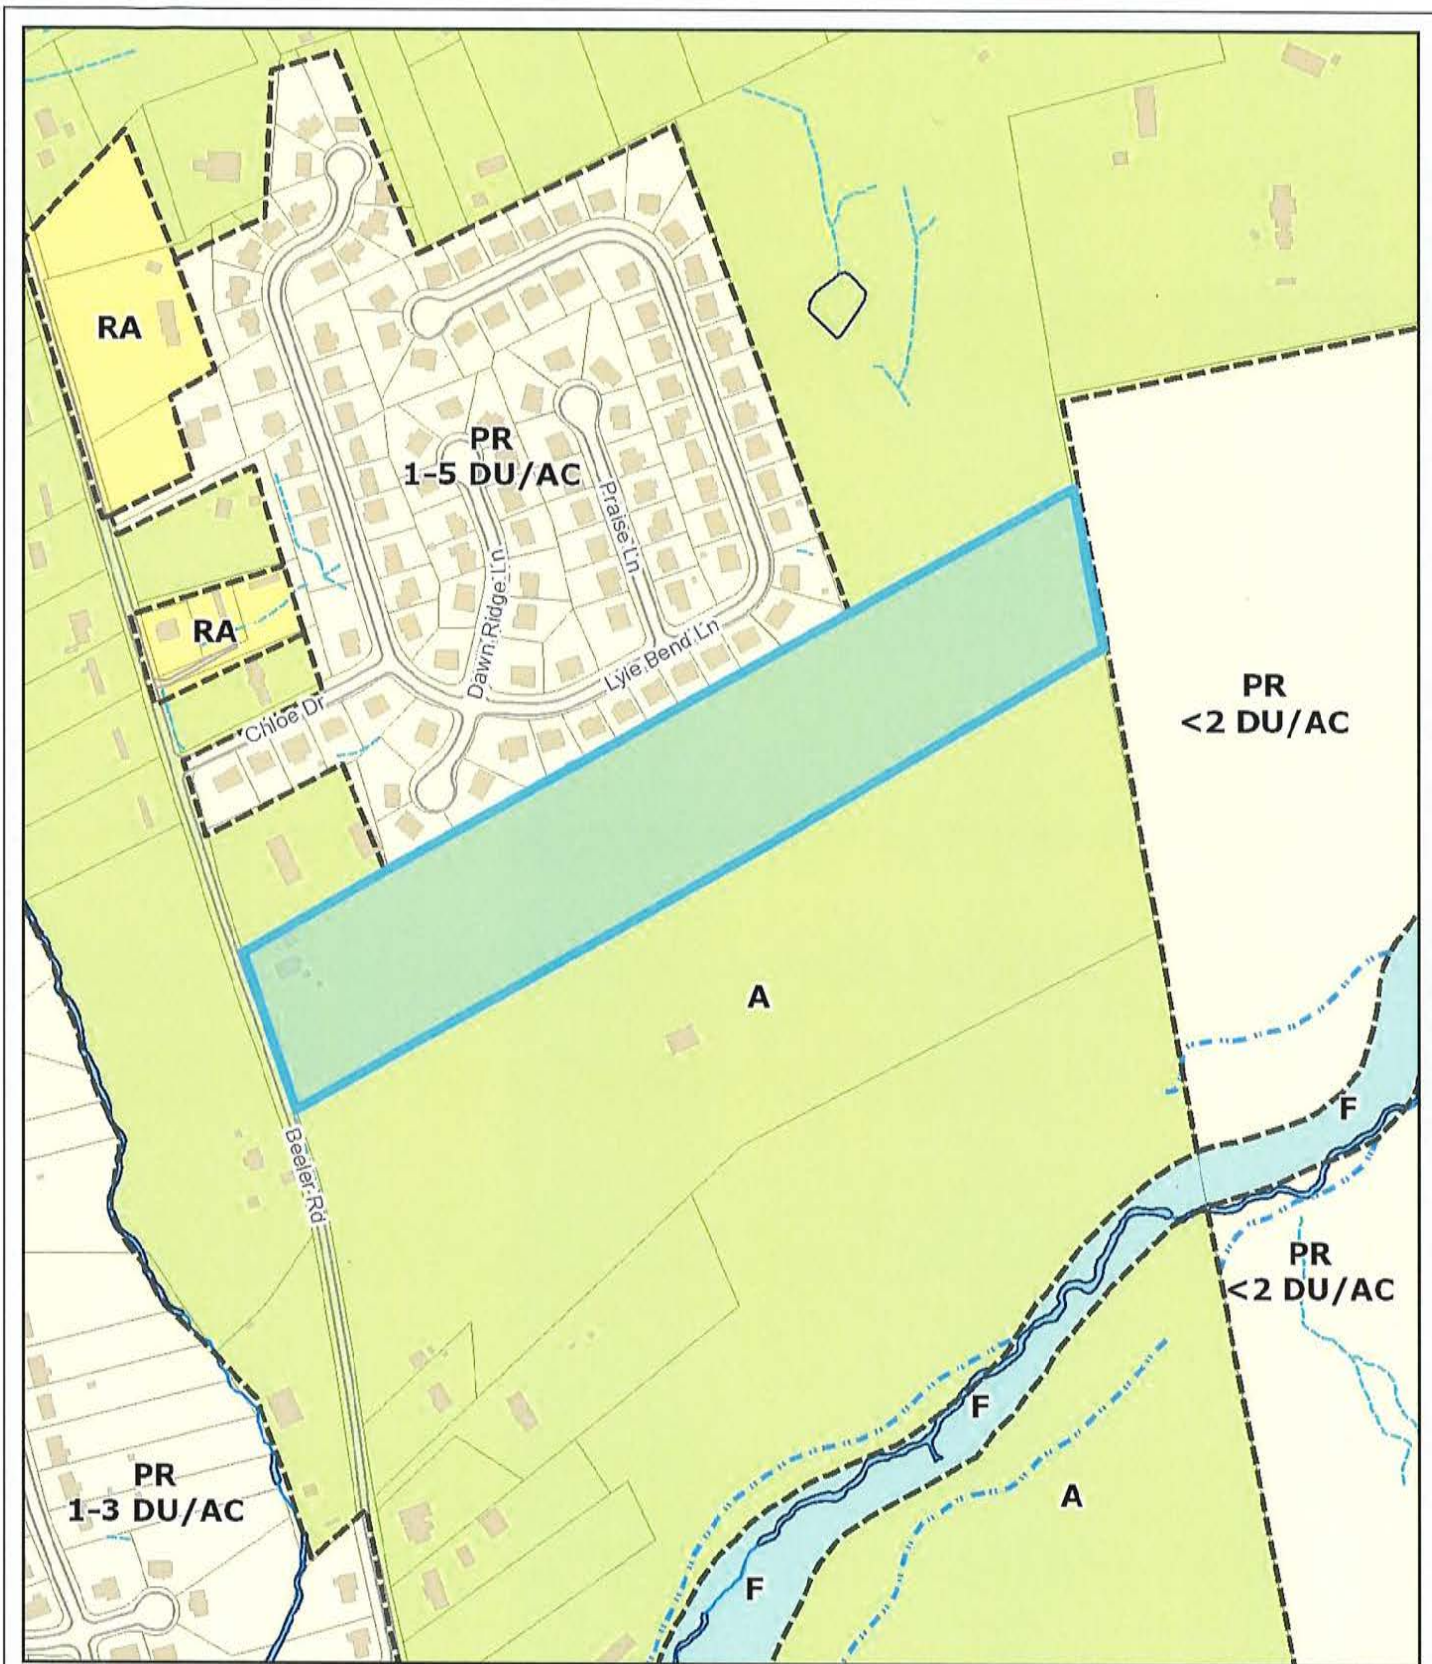 RA
PR
1-5 DU/AC
Praise Ln
Dawn Ridge Ln
RA
Lyle Bend Ln
Chloe Dr
PR
<2 DU/AC
A
F
Beeler Rd
PR
<2 DU/AC
F
PR
1-3 DU/AC
A
F